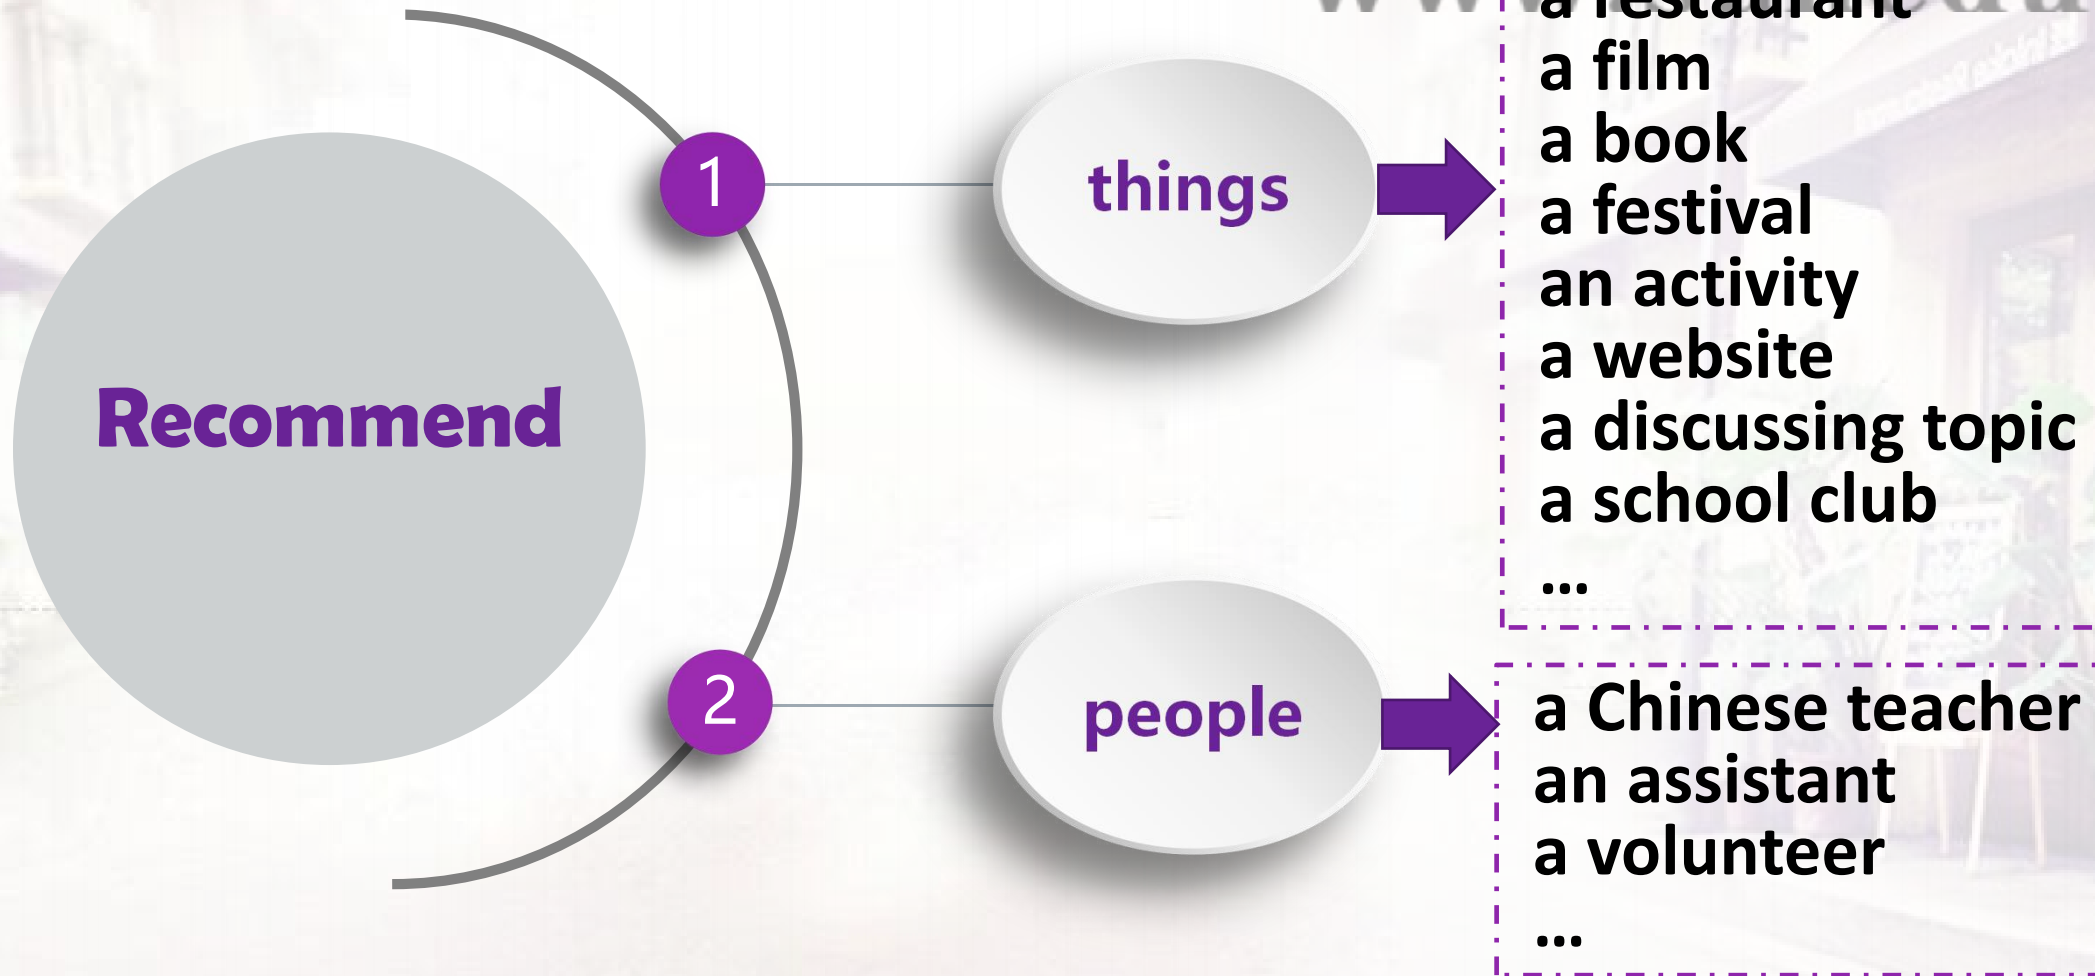 Recommend
1
things
a restaurant
a film
a book
a festival
an activity
a website
a discussing topic
a school club
...
2
people
a Chinese teacher
an assistant
a volunteer
...